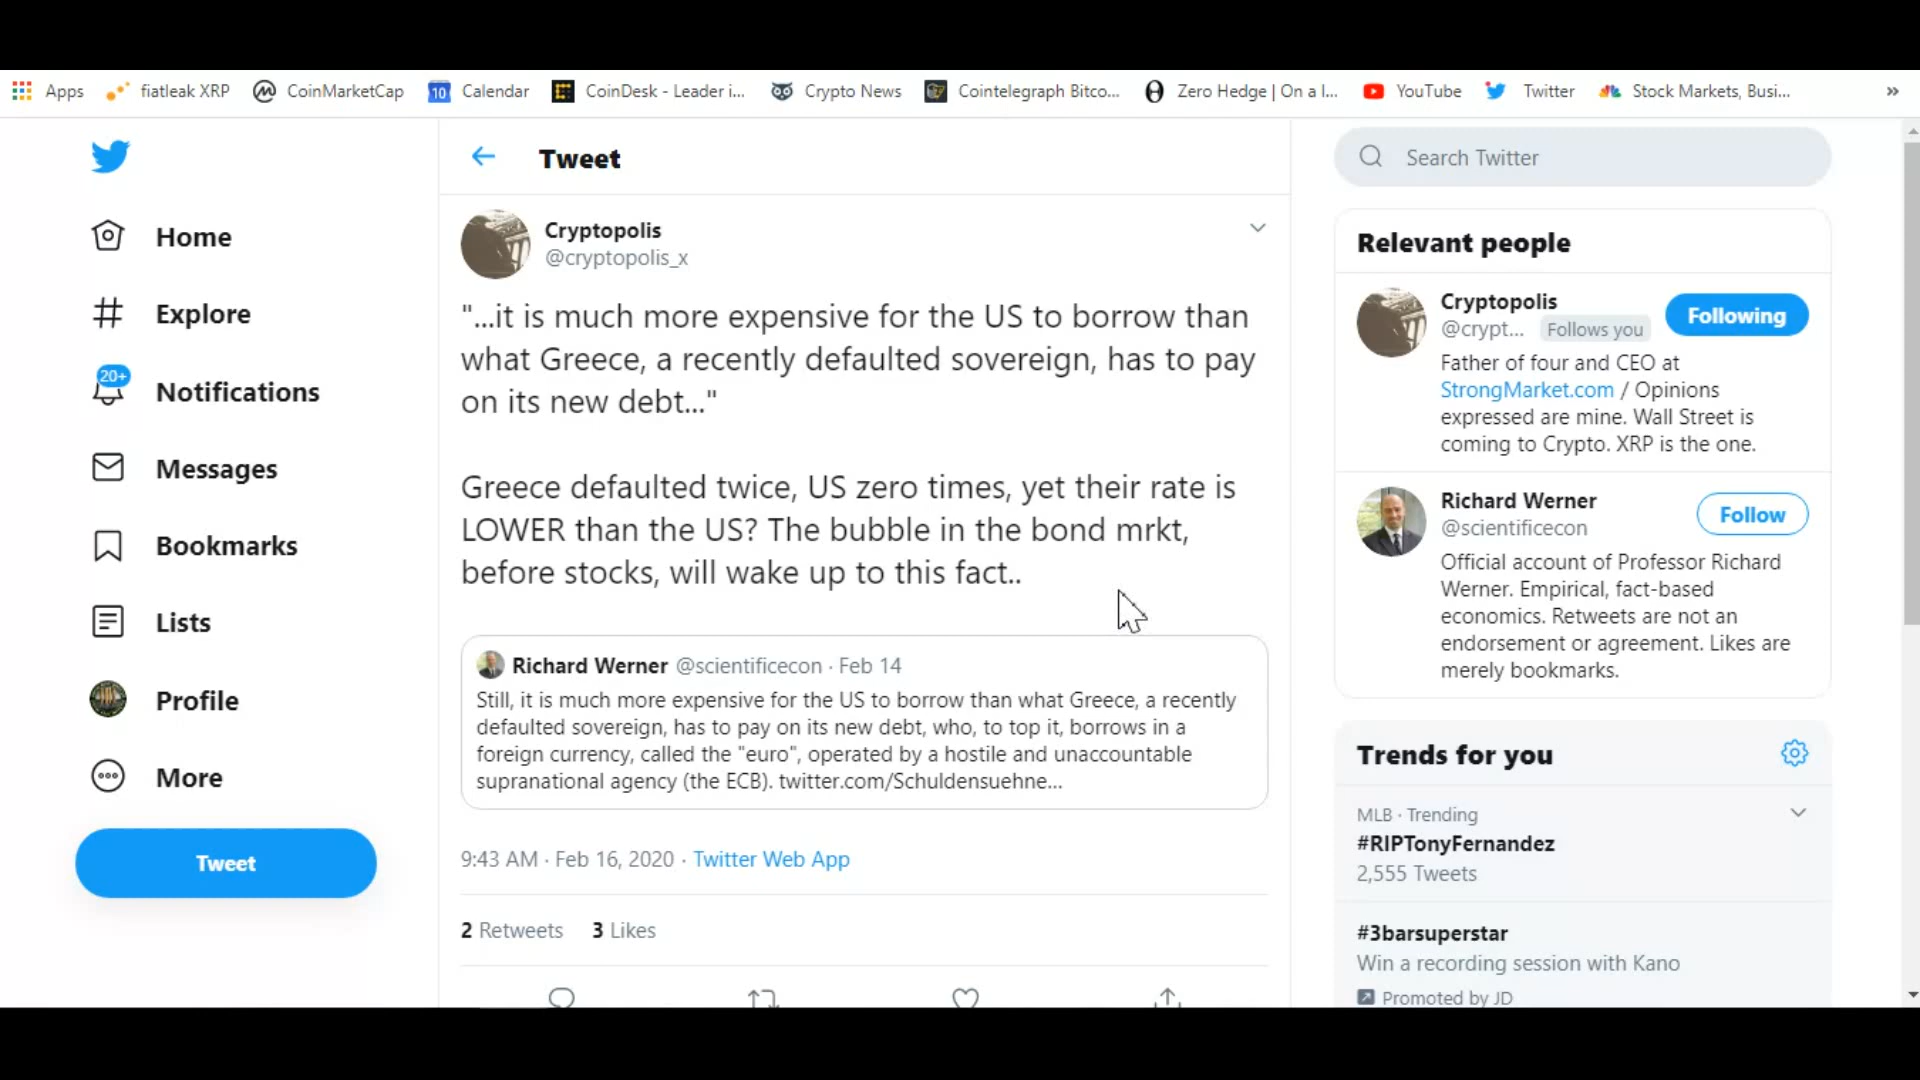 Apps fiatleak XRP CoinMarketCap 10 Calendar CoinDesk - Leader i... Crypto News Cointelegraph Bitco... Zero Hedge | On a l... YouTube Twitter Stock Markets, Busi... »
Home
Explore
20+
Notifications
Messages
Bookmarks
Lists
Profile
More
Tweet
Tweet
Cryptopolis
@cryptopolis_x
"...it is much more expensive for the US to borrow than
what Greece, a recently defaulted sovereign, has to pay
on its new debt..."
Greece defaulted twice, US zero times, yet their rate is
LOWER than the US? The bubble in the bond mrkt,
before stocks, will wake up to this fact..
Richard Werner @scientificecon · Feb 14
Still, it is much more expensive for the US to borrow than what Greece, a recently
defaulted sovereign, has to pay on its new debt, who, to top it, borrows in a
foreign currency, called the "euro", operated by a hostile and unaccountable
supranational agency (the ECB). twitter.com/Schuldensuehne...
9:43 AM · Feb 16, 2020 · Twitter Web App
2 Retweets 3 Likes
Search Twitter
Relevant people
Cryptopolis
@crypt... Follows you
Following
Father of four and CEO at
StrongMarket.com / Opinions
expressed are mine. Wall Street is
coming to Crypto. XRP is the one.
Richard Werner
@scientificecon
Follow
Official account of Professor Richard
Werner. Empirical, fact-based
economics. Retweets are not an
endorsement or agreement. Likes are
merely bookmarks.
Trends for you
MLB · Trending
#RIPTonyFernandez
2,555 Tweets
#3barsuperstar
Win a recording session with Kano
Promoted by JD